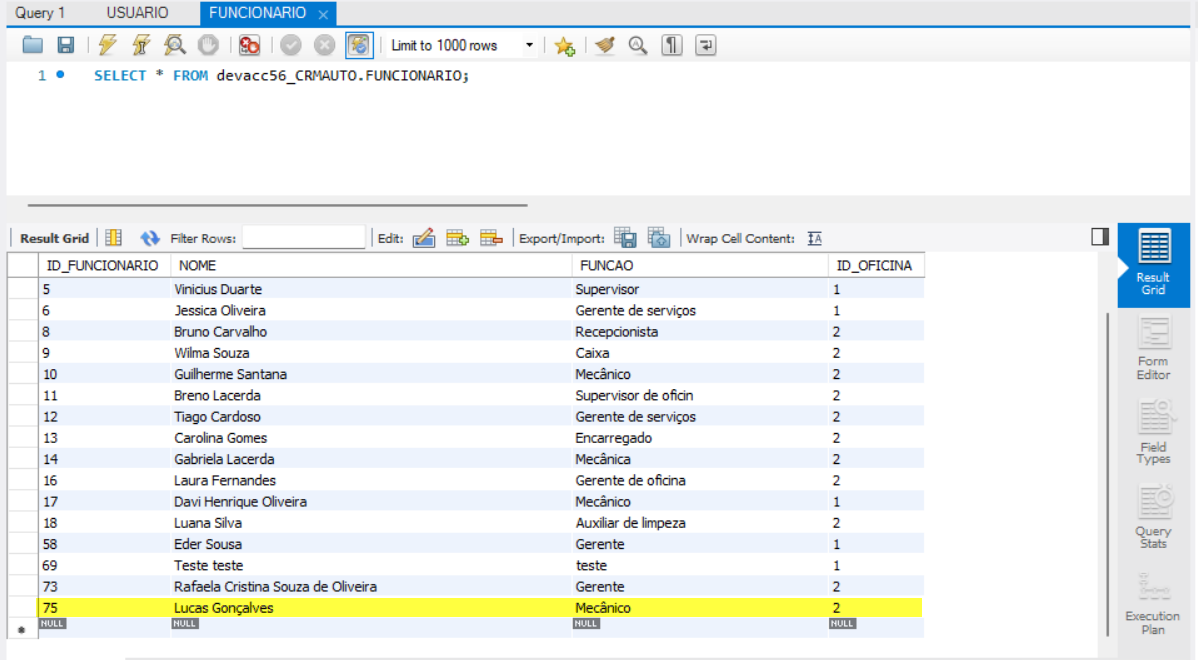 Query 1 USUARIO FUNCIONARIO ×
Limit to 1000 rows
1 SELECT * FROM devacc56_CRMAUTO.FUNCIONARIO;
Result Grid Filter Rows: Edit: Export/Import: Wrap Cell Content:
ID_FUNCIONARIO NOME FUNCAO ID_OFICINA
5 Vinicius Duarte Supervisor 1
6 Jessica Oliveira Gerente de serviços 1
8 Bruno Carvalho Recepcionista 2
9 Wilma Souza Caixa 2
10 Guilherme Santana Mecânico 2
11 Breno Lacerda Supervisor de oficin 2
12 Tiago Cardoso Gerente de serviços 2
13 Carolina Gomes Encarregado 2
14 Gabriela Lacerda Mecânica 2
16 Laura Fernandes Gerente de oficina 2
17 Davi Henrique Oliveira Mecânico 1
18 Luana Silva Auxiliar de limpeza 2
58 Eder Sousa Gerente 1
69 Teste teste teste 1
73 Rafaela Cristina Souza de Oliveira Gerente 2
75 Lucas Gonçalves Mecânico 2
NULL NULL NULL NULL
Result
Grid
Form
Editor
Field
Types
Query
Stats
Execution
Plan